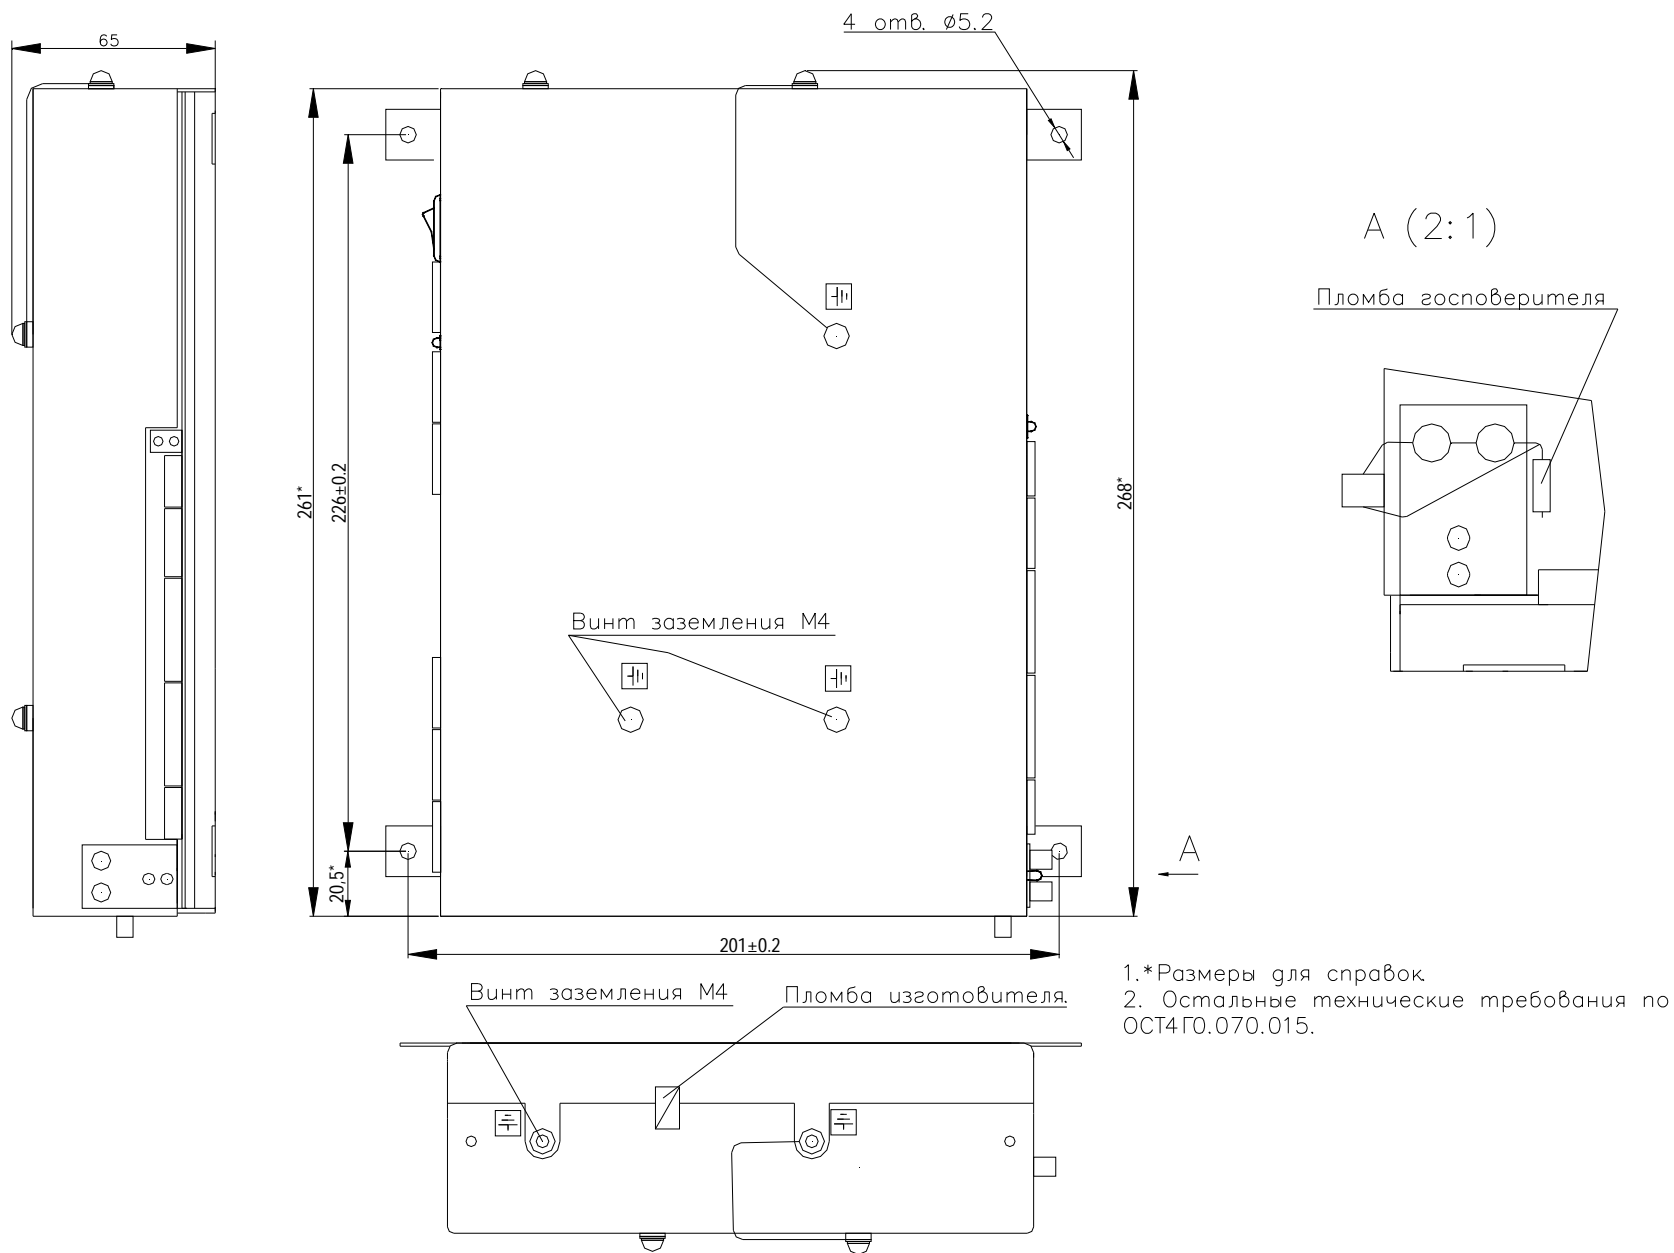 4 отв. ⌀5.2
65
А (2:1)
Пломба госповерителя
261*
226±0.2
268*
Винт заземления М4
20,5*
А
201±0.2
1.*Размеры для справок.
2. Остальные технические требования по
ОСТ4Г0.070.015.
Винт заземления М4
Пломба изготовителя.